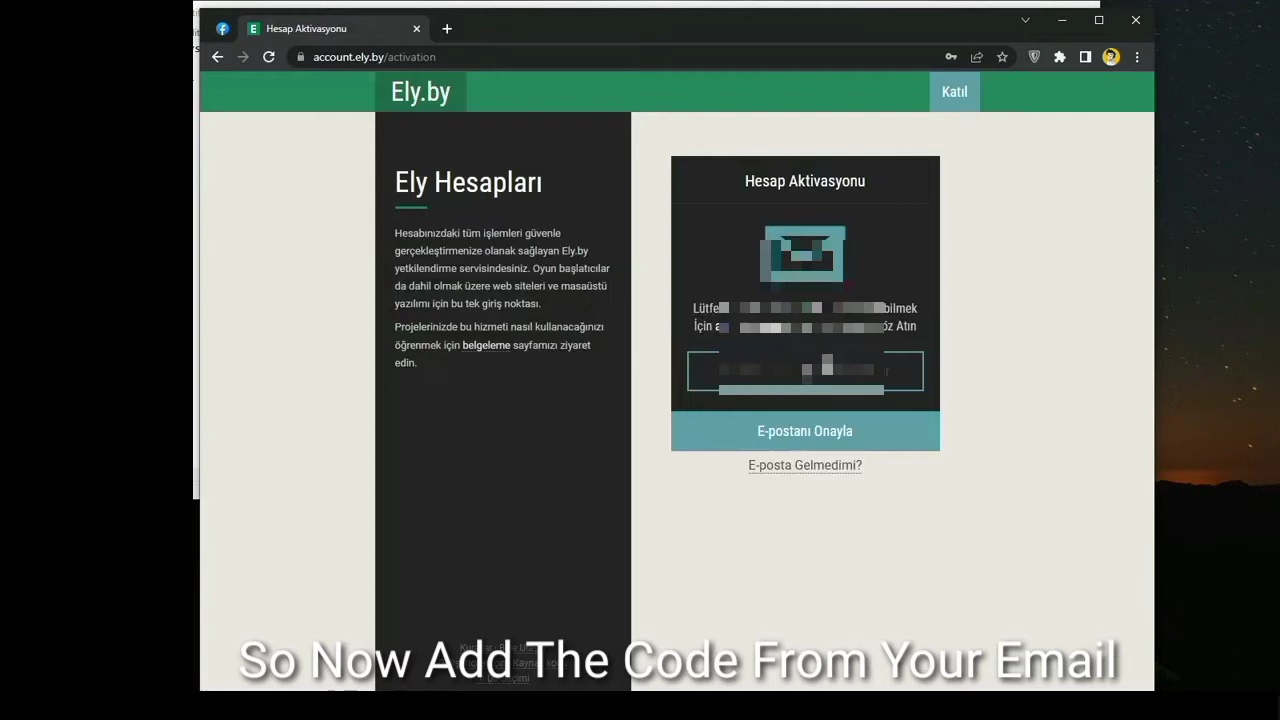 Hesap Aktivasyonu
account.ely.by/activation
Ely.by
Katıl
Ely Hesapları
Hesabınızdaki tüm işlemleri güvenle
gerçekleştirmenize olanak sağlayan Ely.by
yetkilendirme servisindesiniz. Oyun başlatıcılar
da dahil olmak üzere web siteleri ve masaüstü
yazılımı için bu tek giriş noktası.
Projelerinizde bu hizmeti nasıl kullanacağınızı
öğrenmek için belgeleme sayfamızı ziyaret
edin.
Hesap Aktivasyonu
İçin
Atın
E-postanı Onayla
E-posta Gelmedimi?
So Now Add The Code From Your Email